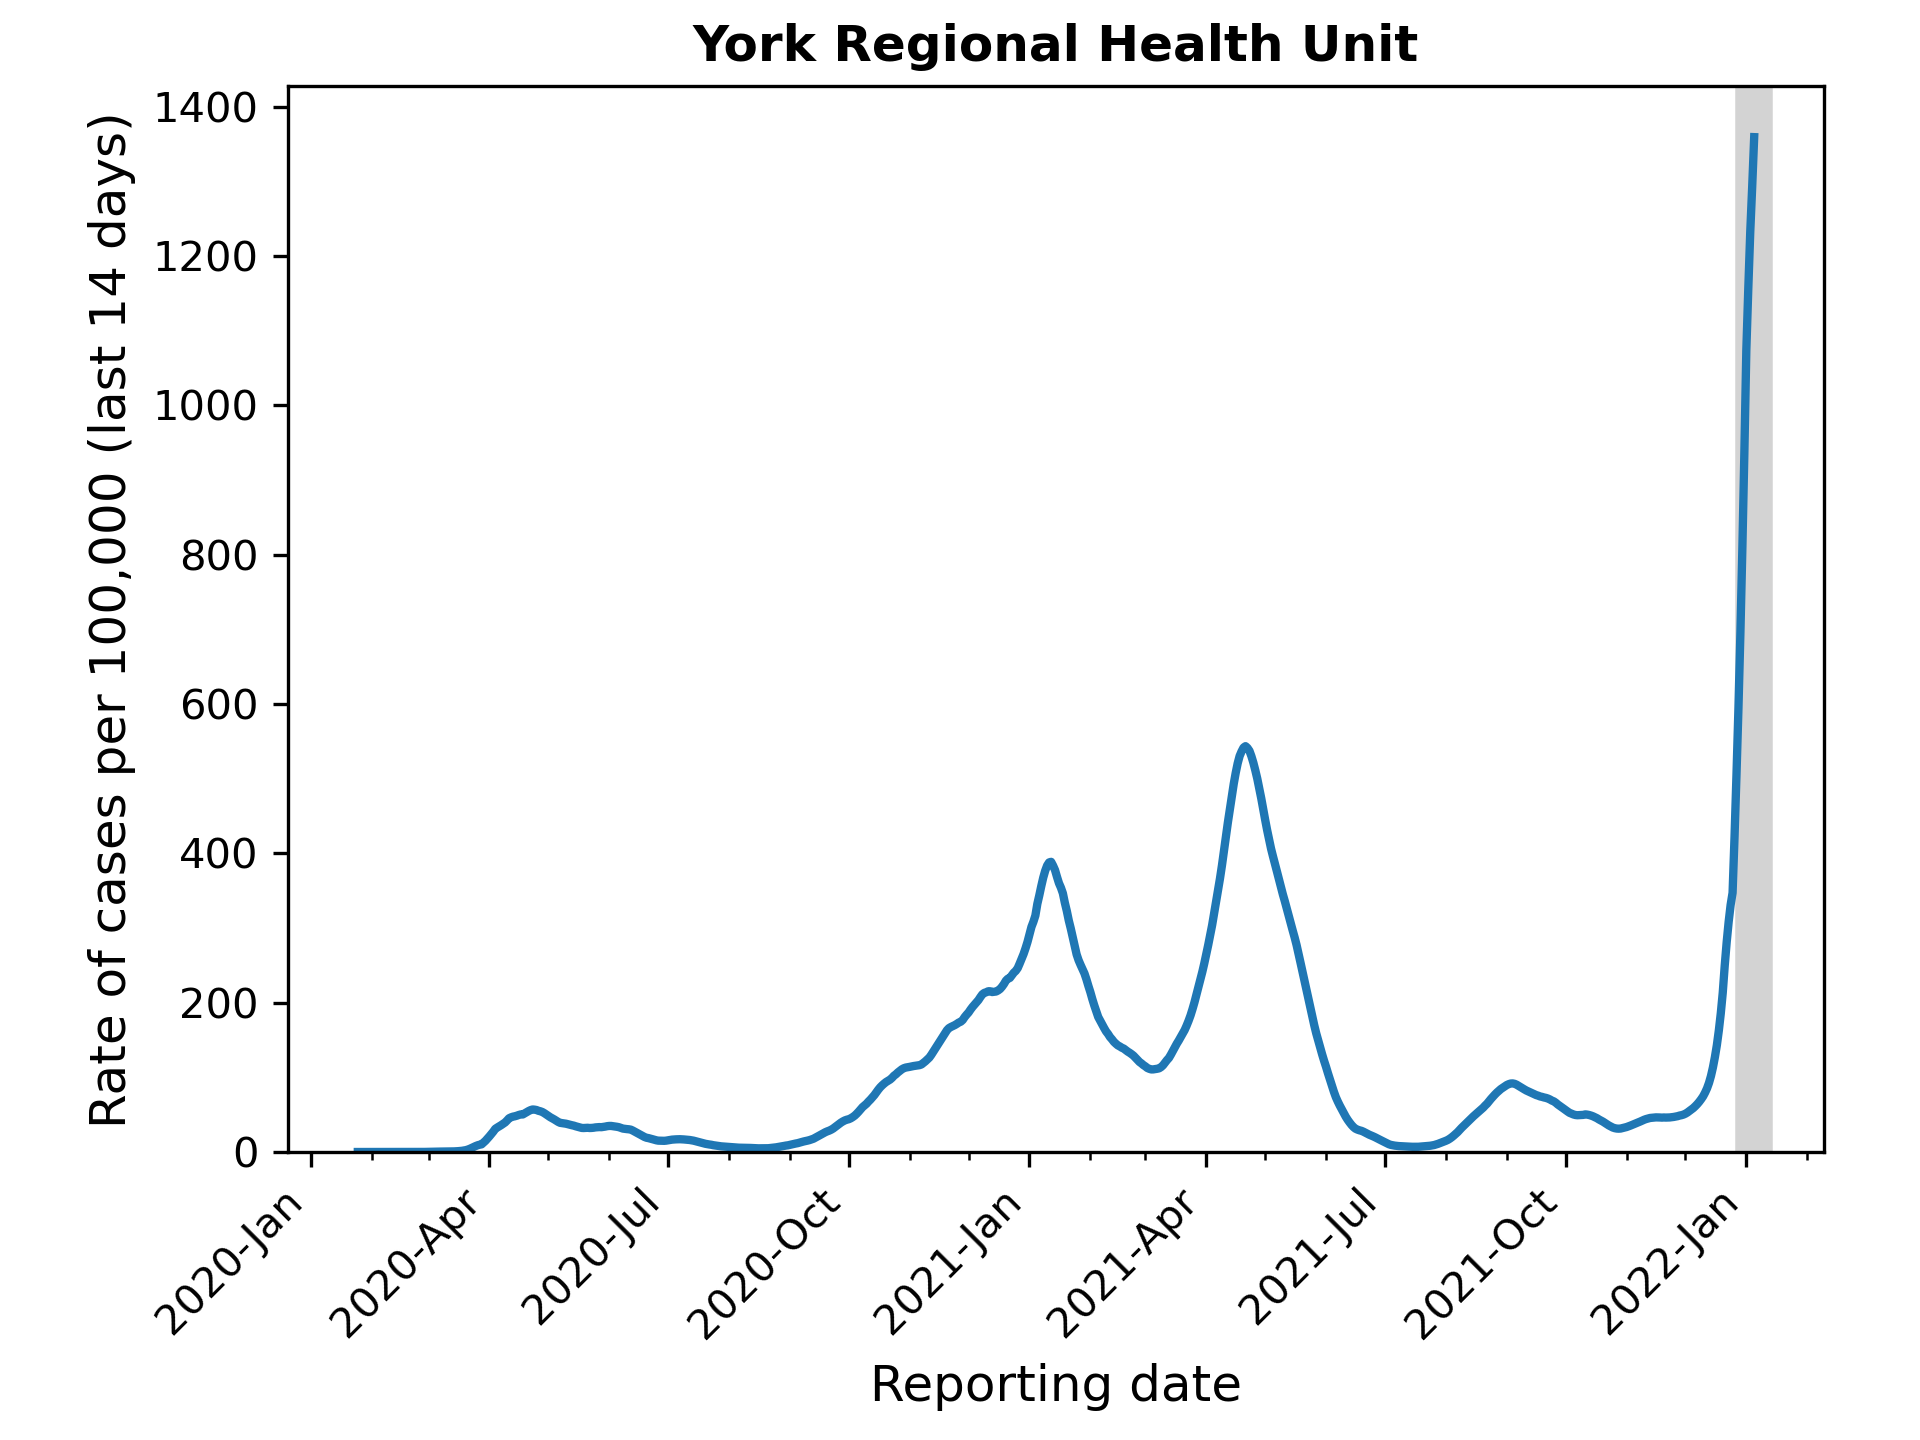 York Regional Health Unit
Rate of cases per 100,000 (last 14 days)
1400
1200
1000
800
600
400
200
0
2020-Jan
2020-Apr
2020-Jul
2020-Oct
2021-Jan
2021-Apr
2021-Jul
2021-Oct
2022-Jan
Reporting date